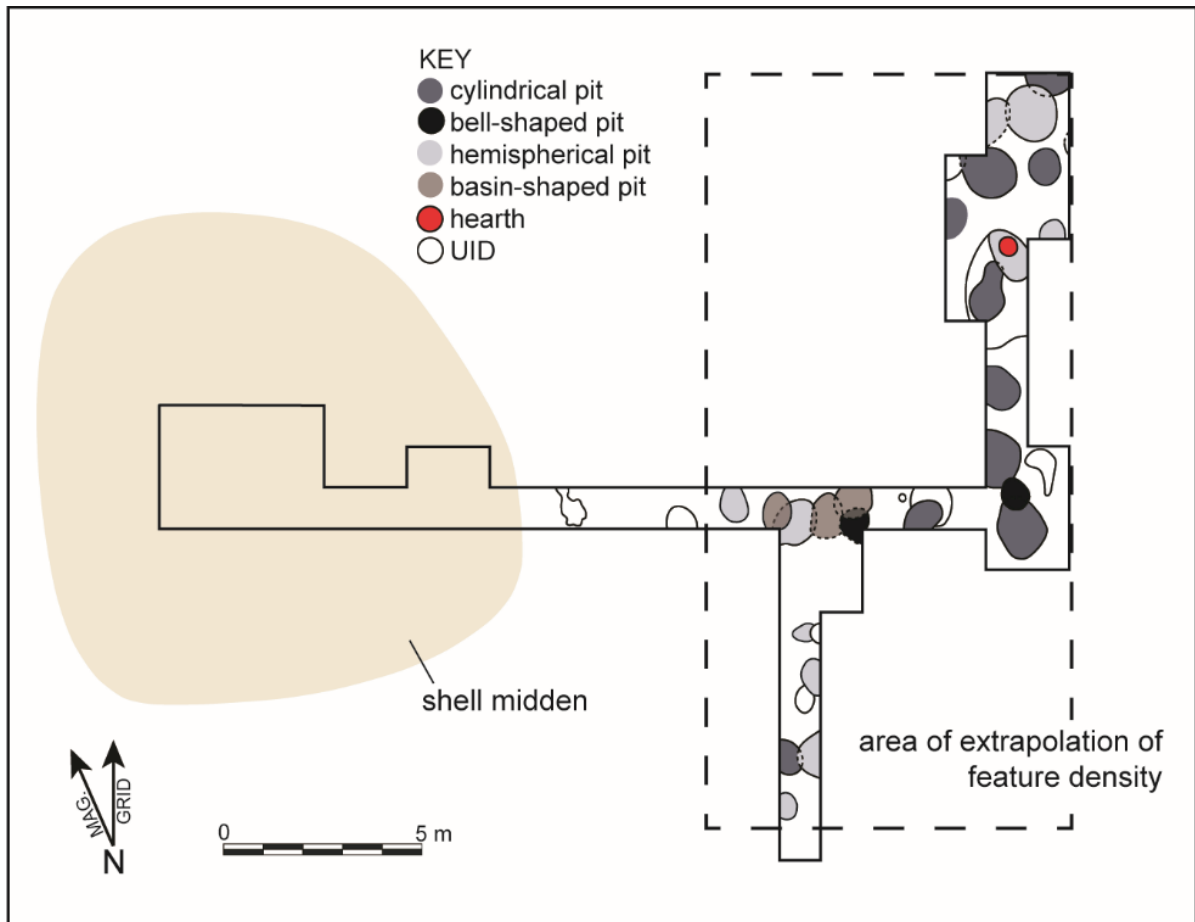 KEY
cylindrical pit
bell-shaped pit
hemispherical pit
basin-shaped pit
hearth
UID
shell midden
area of extrapolation of
feature density
MAG.
GRID
N
0 5 m